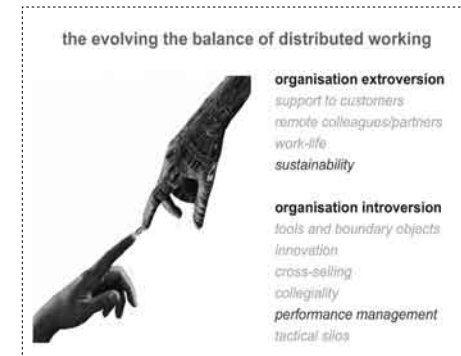 the evolving the balance of distributed working
organisation extroversion
support to customers
remote colleagues/partners
work-life
sustainability
organisation introversion
tools and boundary objects
innovation
cross-selling
collegiality
performance management
tactical silos